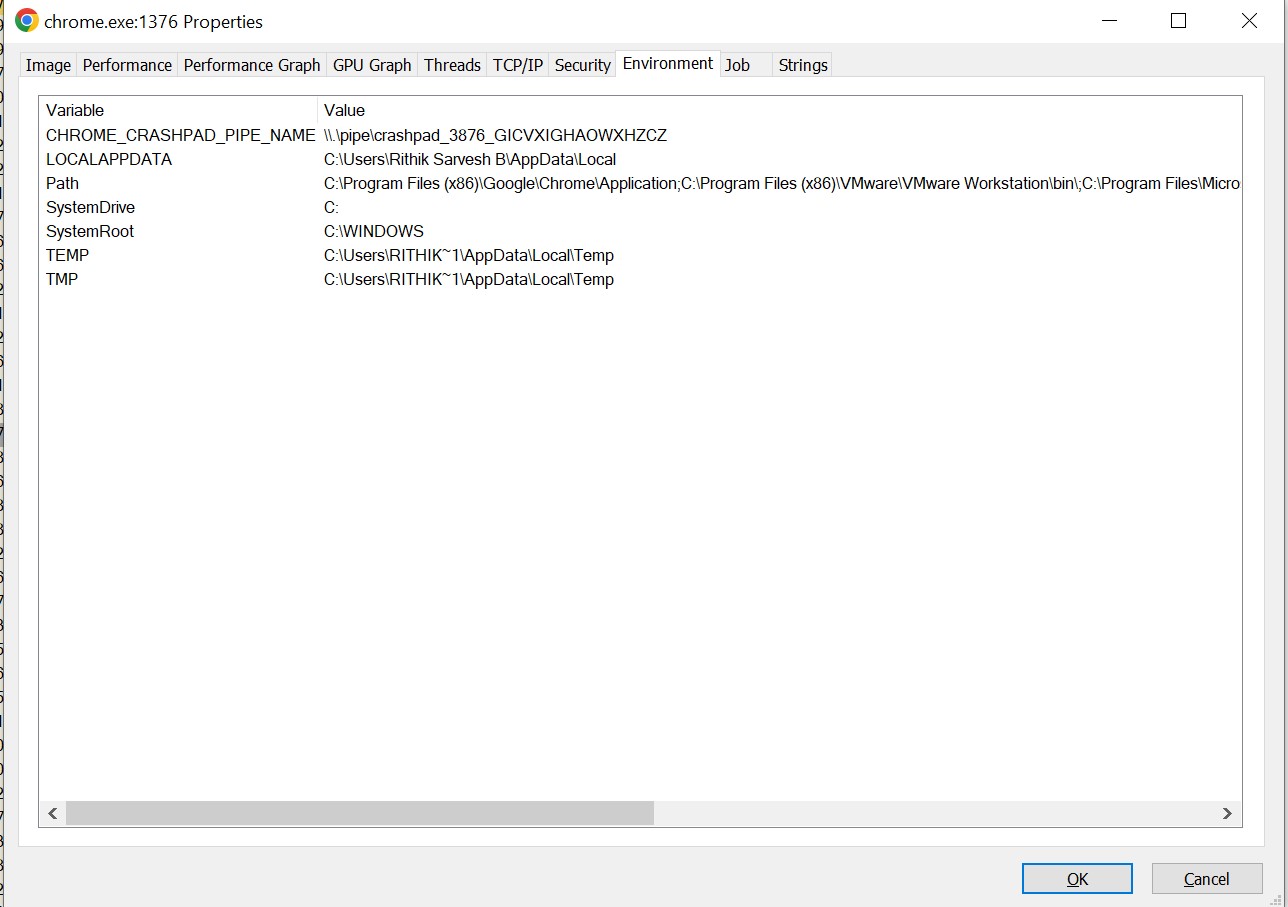 chrome.exe:1376 Properties
Image Performance Performance Graph GPU Graph Threads TCP/IP Security Environment Job Strings
Variable Value
CHROME_CRASHPAD_PIPE_NAME \\.\pipe\crashpad_3876_GICVXIGHAOWXHZCZ
LOCALAPPDATA C:\Users\Rithik Sarvesh B\AppData\Local
Path C:\Program Files (x86)\Google\Chrome\Application;C:\Program Files (x86)\VMware\VMware Workstation\bin\;C:\Program Files\Micro
SystemDrive C:
SystemRoot C:\WINDOWS
TEMP C:\Users\RITHIK~1\AppData\Local\Temp
TMP C:\Users\RITHIK~1\AppData\Local\Temp
OK Cancel